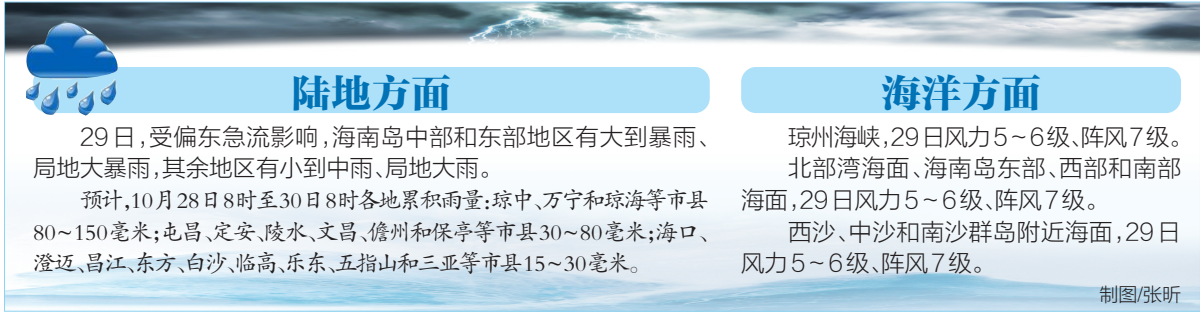 陆地方面
29日,受偏东急流影响,海南岛中部和东部地区有大到暴雨、
局地大暴雨,其余地区有小到中雨、局地大雨。
预计,10月28日8时至30日8时各地累积雨量:琼中、万宁和琼海等市县
80~150毫米;屯昌、定安、陵水、文昌、儋州和保亭等市县30~80毫米;海口、
澄迈、昌江、东方、白沙、临高、乐东、五指山和三亚等市县15~30毫米。
海洋方面
琼州海峡,29日风力5~6级、阵风7级。
北部湾海面、海南岛东部、西部和南部
海面,29日风力5~6级、阵风7级。
西沙、中沙和南沙群岛附近海面,29日
风力5~6级、阵风7级。
制图/张昕